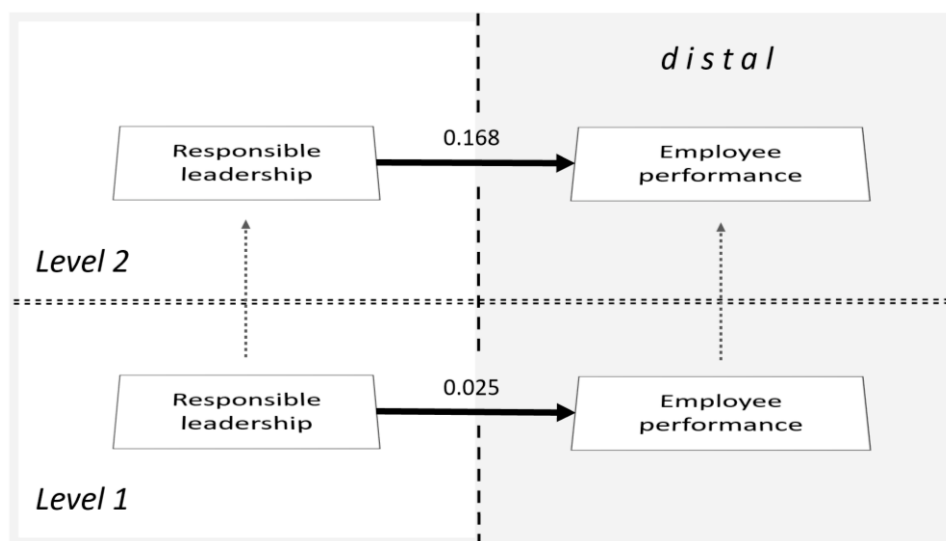 distal
Responsible
leadership
0.168
Employee
performance
Level 2
Responsible
leadership
0.025
Employee
performance
Level 1